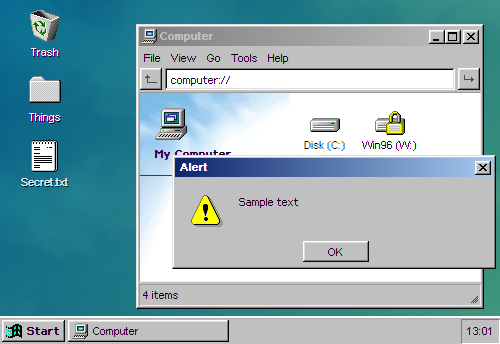 Trash
Things
Secret.txt
Computer
File View Go Tools Help
computer://
My Computer
Disk (C:)
Win96 (W:)
Alert
Sample text
OK
4 items
Start
Computer
13:01